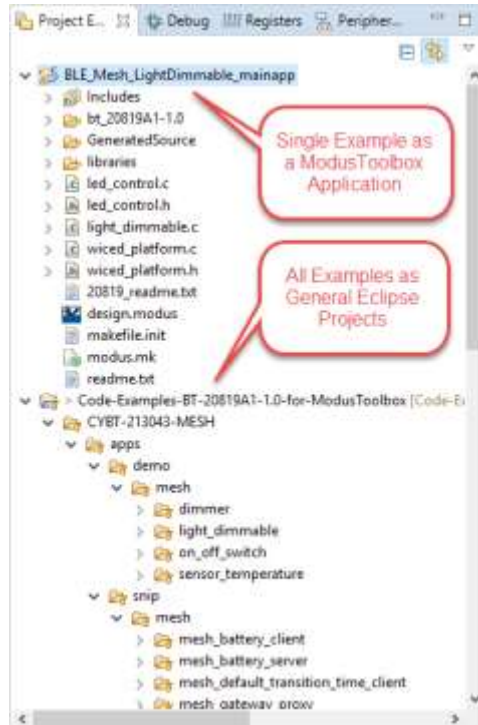 Project E...
Debug
Registers
Peripher...
BLE_Mesh_LightDimmable_mainapp
Includes
bt_20819A1-1.0
GeneratedSource
libraries
led_control.c
led_control.h
light_dimmable.c
wiced_platform.c
wiced_platform.h
20819_readme.txt
design.modus
makefile.init
modus.mk
readme.txt
Single Example as
a ModusToolbox
Application
All Examples as
General Eclipse
Projects
> Code-Examples-BT-20819A1-1.0-for-ModusToolbox [Code-Ex
CYBT-213043-MESH
apps
demo
mesh
dimmer
light_dimmable
on_off_switch
sensor_temperature
snip
mesh
mesh_battery_client
mesh_battery_server
mesh_default_transition_time_client
mesh_gateway_proxy